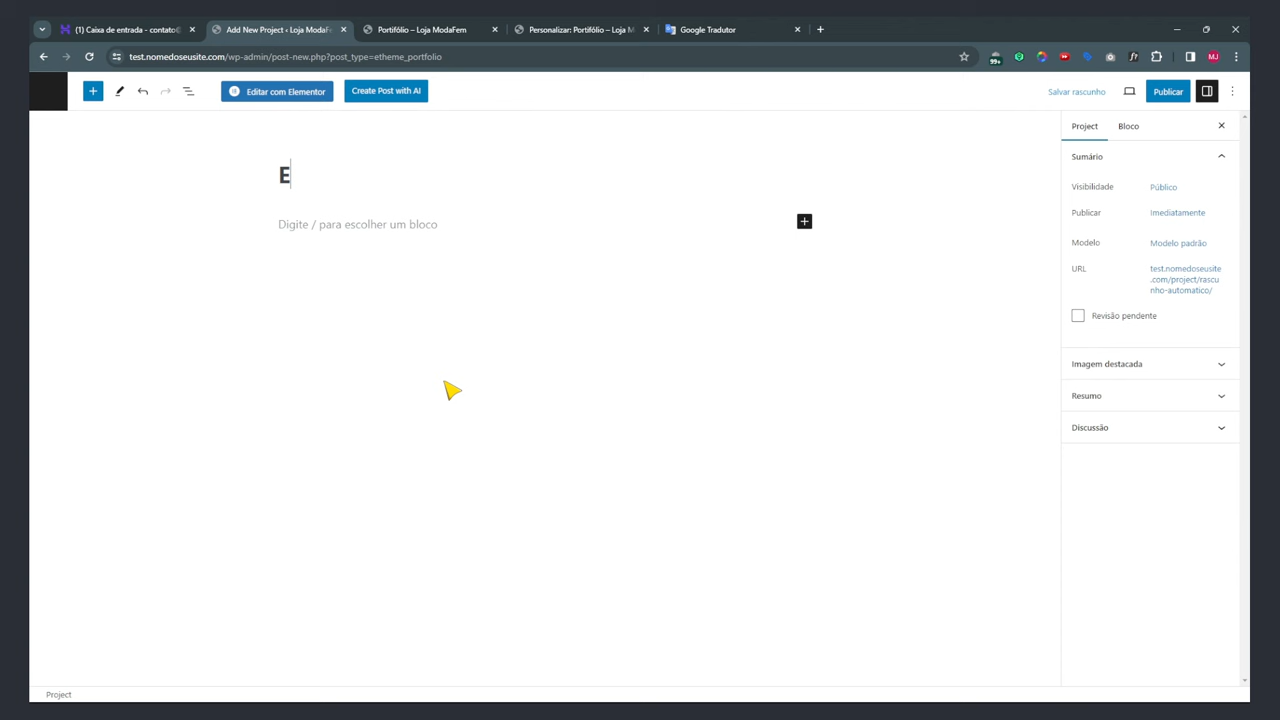 (1) Caixa de entrada - contato@
Add New Project ‹ Loja ModaFe
Portifólio – Loja ModaFem
Personalizar: Portifólio – Loja M
Google Tradutor
test.nomedoseusite.com/wp-admin/post-new.php?post_type=etheme_portfolio
99+
f?
MJ
Editar com Elementor
Create Post with AI
Salvar rascunho
Publicar
E
Digite / para escolher um bloco
Project
Bloco
Sumário
Visibilidade
Público
Publicar
Imediatamente
Modelo
Modelo padrão
URL
test.nomedoseusite
.com/project/rascu
nho-automatico/
Revisão pendente
Imagem destacada
Resumo
Discussão
Project